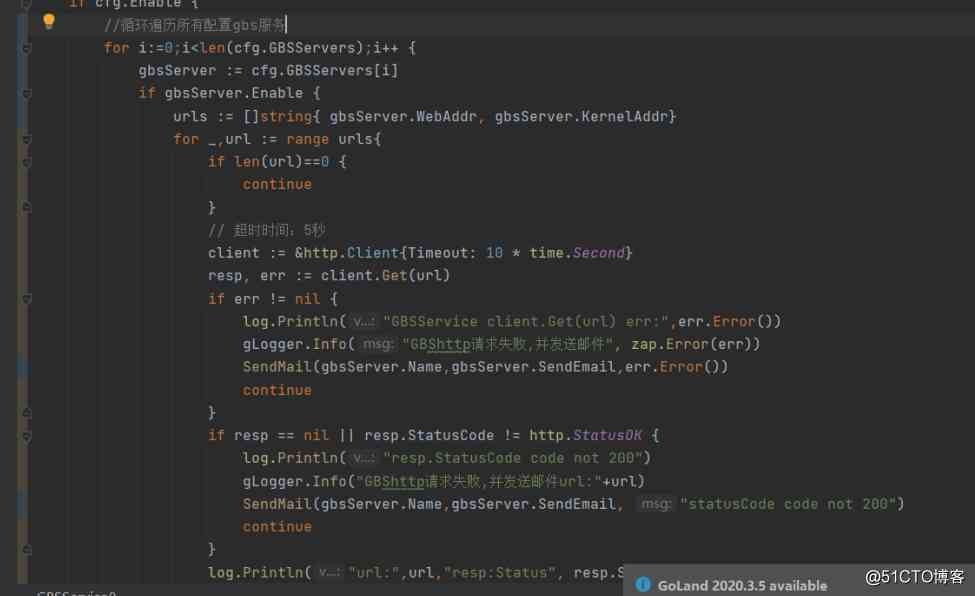 if cfg.Enable {
//循环遍历所有配置gbs服务
for i:=0;i<len(cfg.GBSServers);i++ {
gbsServer := cfg.GBSServers[i]
if gbsServer.Enable {
urls := []string{ gbsServer.WebAddr, gbsServer.KernelAddr}
for _,url := range urls{
if len(url)==0 {
continue
}
// 超时时间：5秒
client := &http.Client{Timeout: 10 * time.Second}
resp, err := client.Get(url)
if err != nil {
log.Println( v...: "GBSService client.Get(url) err:",err.Error())
gLogger.Info( msg: "GBShttp请求失败,并发送邮件", zap.Error(err))
SendMail(gbsServer.Name,gbsServer.SendEmail,err.Error())
continue
}
if resp == nil || resp.StatusCode != http.StatusOK {
log.Println( v...: "resp.StatusCode code not 200")
gLogger.Info("GBShttp请求失败,并发送邮件url:"+url)
SendMail(gbsServer.Name,gbsServer.SendEmail, msg: "statusCode code not 200")
continue
}
log.Println( v...: "url:",url,"resp:Status", resp.S
GoLand 2020.3.5 available
@51CTO博客